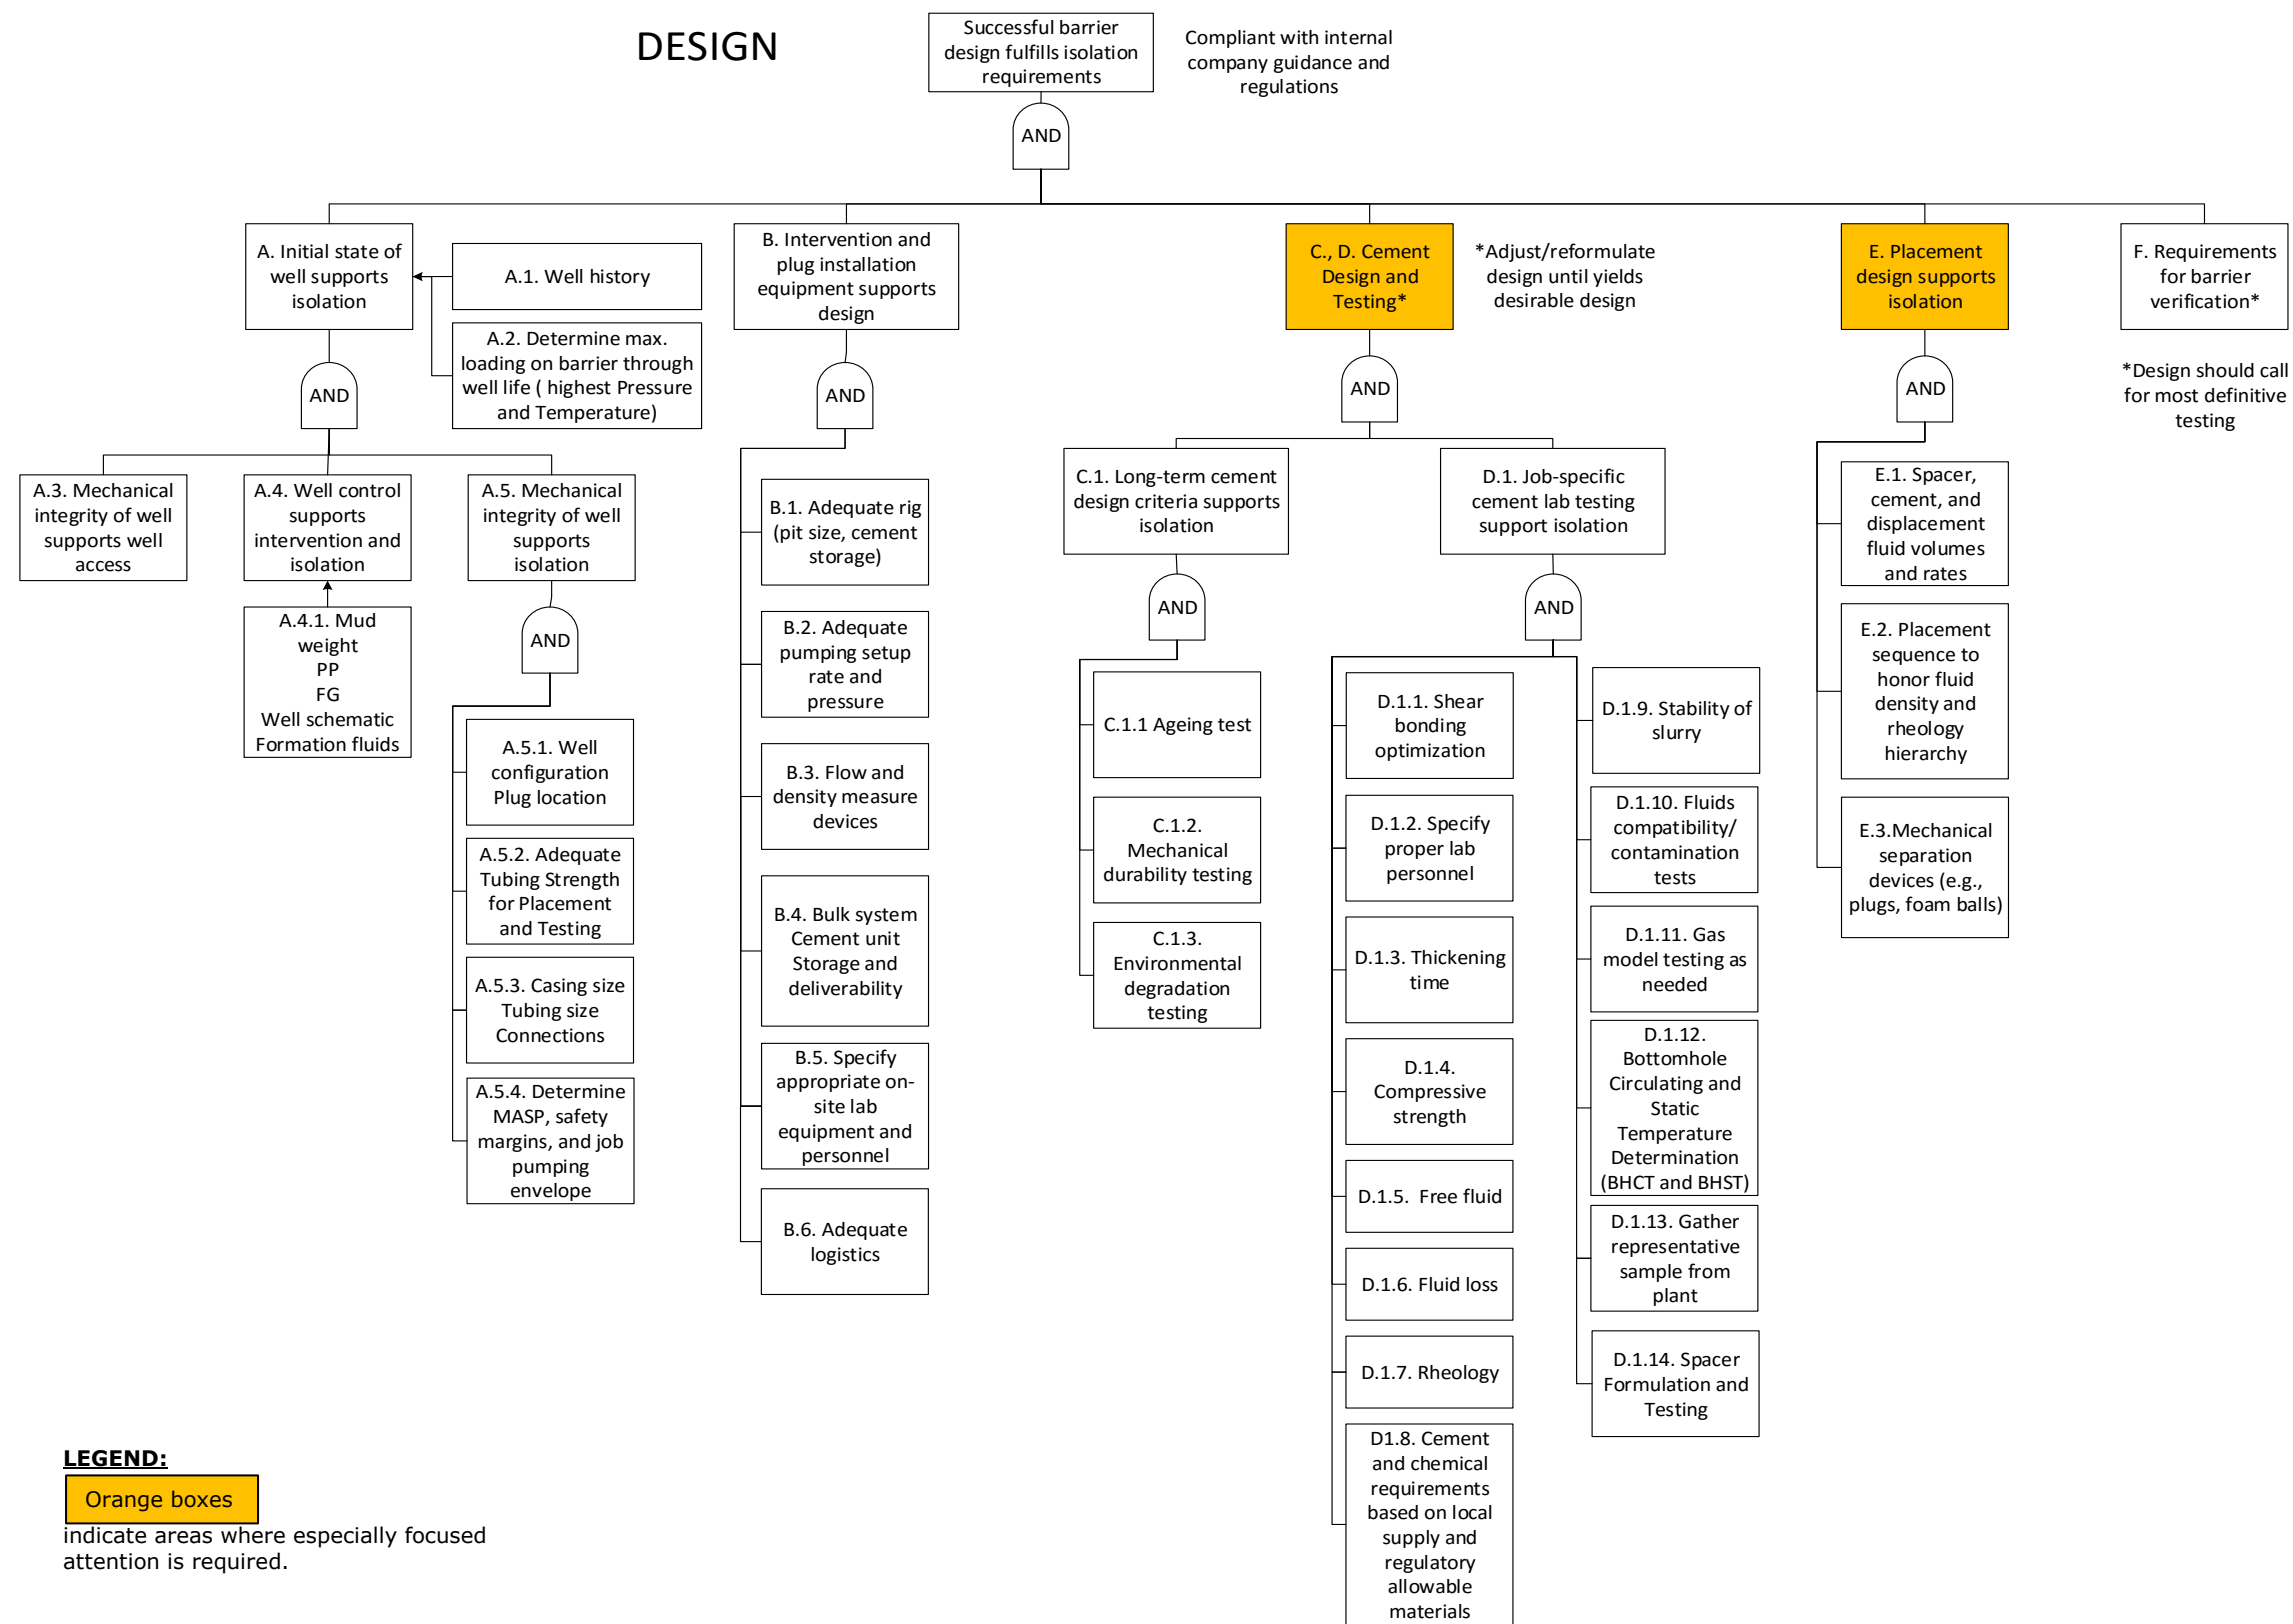 DESIGN
Successful barrier
design fulfills isolation
requirements
Compliant with internal
company guidance and
regulations
AND
A. Initial state of
well supports
isolation
A.1. Well history
A.2. Determine max.
loading on barrier through
well life ( highest Pressure
and Temperature)
B. Intervention and
plug installation
equipment supports
design
C., D. Cement
Design and
Testing*
*Adjust/reformulate
design until yields
desirable design
E. Placement
design supports
isolation
F. Requirements
for barrier
verification*
*Design should call
for most definitive
testing
AND
AND
AND
AND
A.3. Mechanical
integrity of well
supports well
access
A.4. Well control
supports
intervention and
isolation
A.5. Mechanical
integrity of well
supports
isolation
A.4.1. Mud
weight
PP
FG
Well schematic
Formation fluids
AND
A.5.1. Well
configuration
Plug location
A.5.2. Adequate
Tubing Strength
for Placement
and Testing
A.5.3. Casing size
Tubing size
Connections
A.5.4. Determine
MASP, safety
margins, and job
pumping
envelope
B.1. Adequate rig
(pit size, cement
storage)
B.2. Adequate
pumping setup
rate and
pressure
B.3. Flow and
density measure
devices
B.4. Bulk system
Cement unit
Storage and
deliverability
B.5. Specify
appropriate on-
site lab
equipment and
personnel
B.6. Adequate
logistics
C.1. Long-term cement
design criteria supports
isolation
AND
C.1.1 Ageing test
C.1.2.
Mechanical
durability testing
C.1.3.
Environmental
degradation
testing
D.1. Job-specific
cement lab testing
support isolation
AND
D.1.1. Shear
bonding
optimization
D.1.2. Specify
proper lab
personnel
D.1.3. Thickening
time
D.1.4.
Compressive
strength
D.1.5. Free fluid
D.1.6. Fluid loss
D.1.7. Rheology
D1.8. Cement
and chemical
requirements
based on local
supply and
regulatory
allowable
materials
D.1.9. Stability of
slurry
D.1.10. Fluids
compatibility/
contamination
tests
D.1.11. Gas
model testing as
needed
D.1.12.
Bottomhole
Circulating and
Static
Temperature
Determination
(BHCT and BHST)
D.1.13. Gather
representative
sample from
plant
D.1.14. Spacer
Formulation and
Testing
E.1. Spacer,
cement, and
displacement
fluid volumes
and rates
E.2. Placement
sequence to
honor fluid
density and
rheology
hierarchy
E.3.Mechanical
separation
devices (e.g.,
plugs, foam balls)
LEGEND:
Orange boxes
indicate areas where especially focused
attention is required.